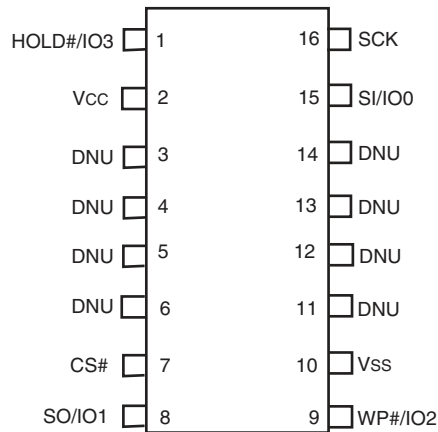 HOLD#/IO3 1 16 SCK
VCC 2 15 SI/IO0
DNU 3 14 DNU
DNU 4 13 DNU
DNU 5 12 DNU
DNU 6 11 DNU
CS# 7 10 VSS
SO/IO1 8 9 WP#/IO2